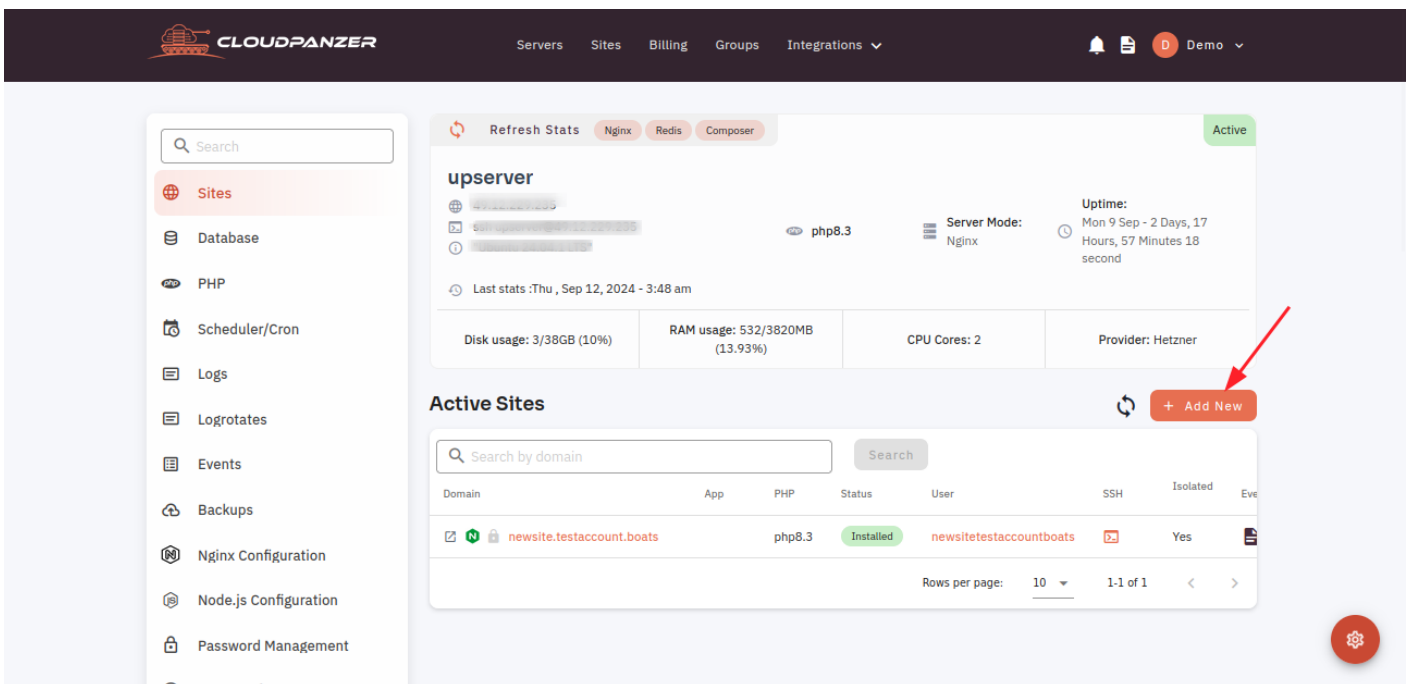 CLOUDPANZER
Servers Sites Billing Groups Integrations
D Demo
Search
Sites
Database
php PHP
Scheduler/Cron
Logs
Logrotates
Events
Backups
N Nginx Configuration
JS Node.js Configuration
Password Management
Refresh Stats Nginx Redis Composer
Active
upserver
php php8.3
Server Mode:
Nginx
Uptime:
Mon 9 Sep - 2 Days, 17
Hours, 57 Minutes 18
second
Last stats :Thu , Sep 12, 2024 - 3:48 am
Disk usage: 3/38GB (10%)
RAM usage: 532/3820MB
(13.93%)
CPU Cores: 2
Provider: Hetzner
Active Sites
+ Add New
Search by domain
Search
Domain App PHP Status User SSH Isolated Eve
N newsite.testaccount.boats php8.3 Installed newsitetestaccountboats Yes
Rows per page: 10 1-1 of 1 < >